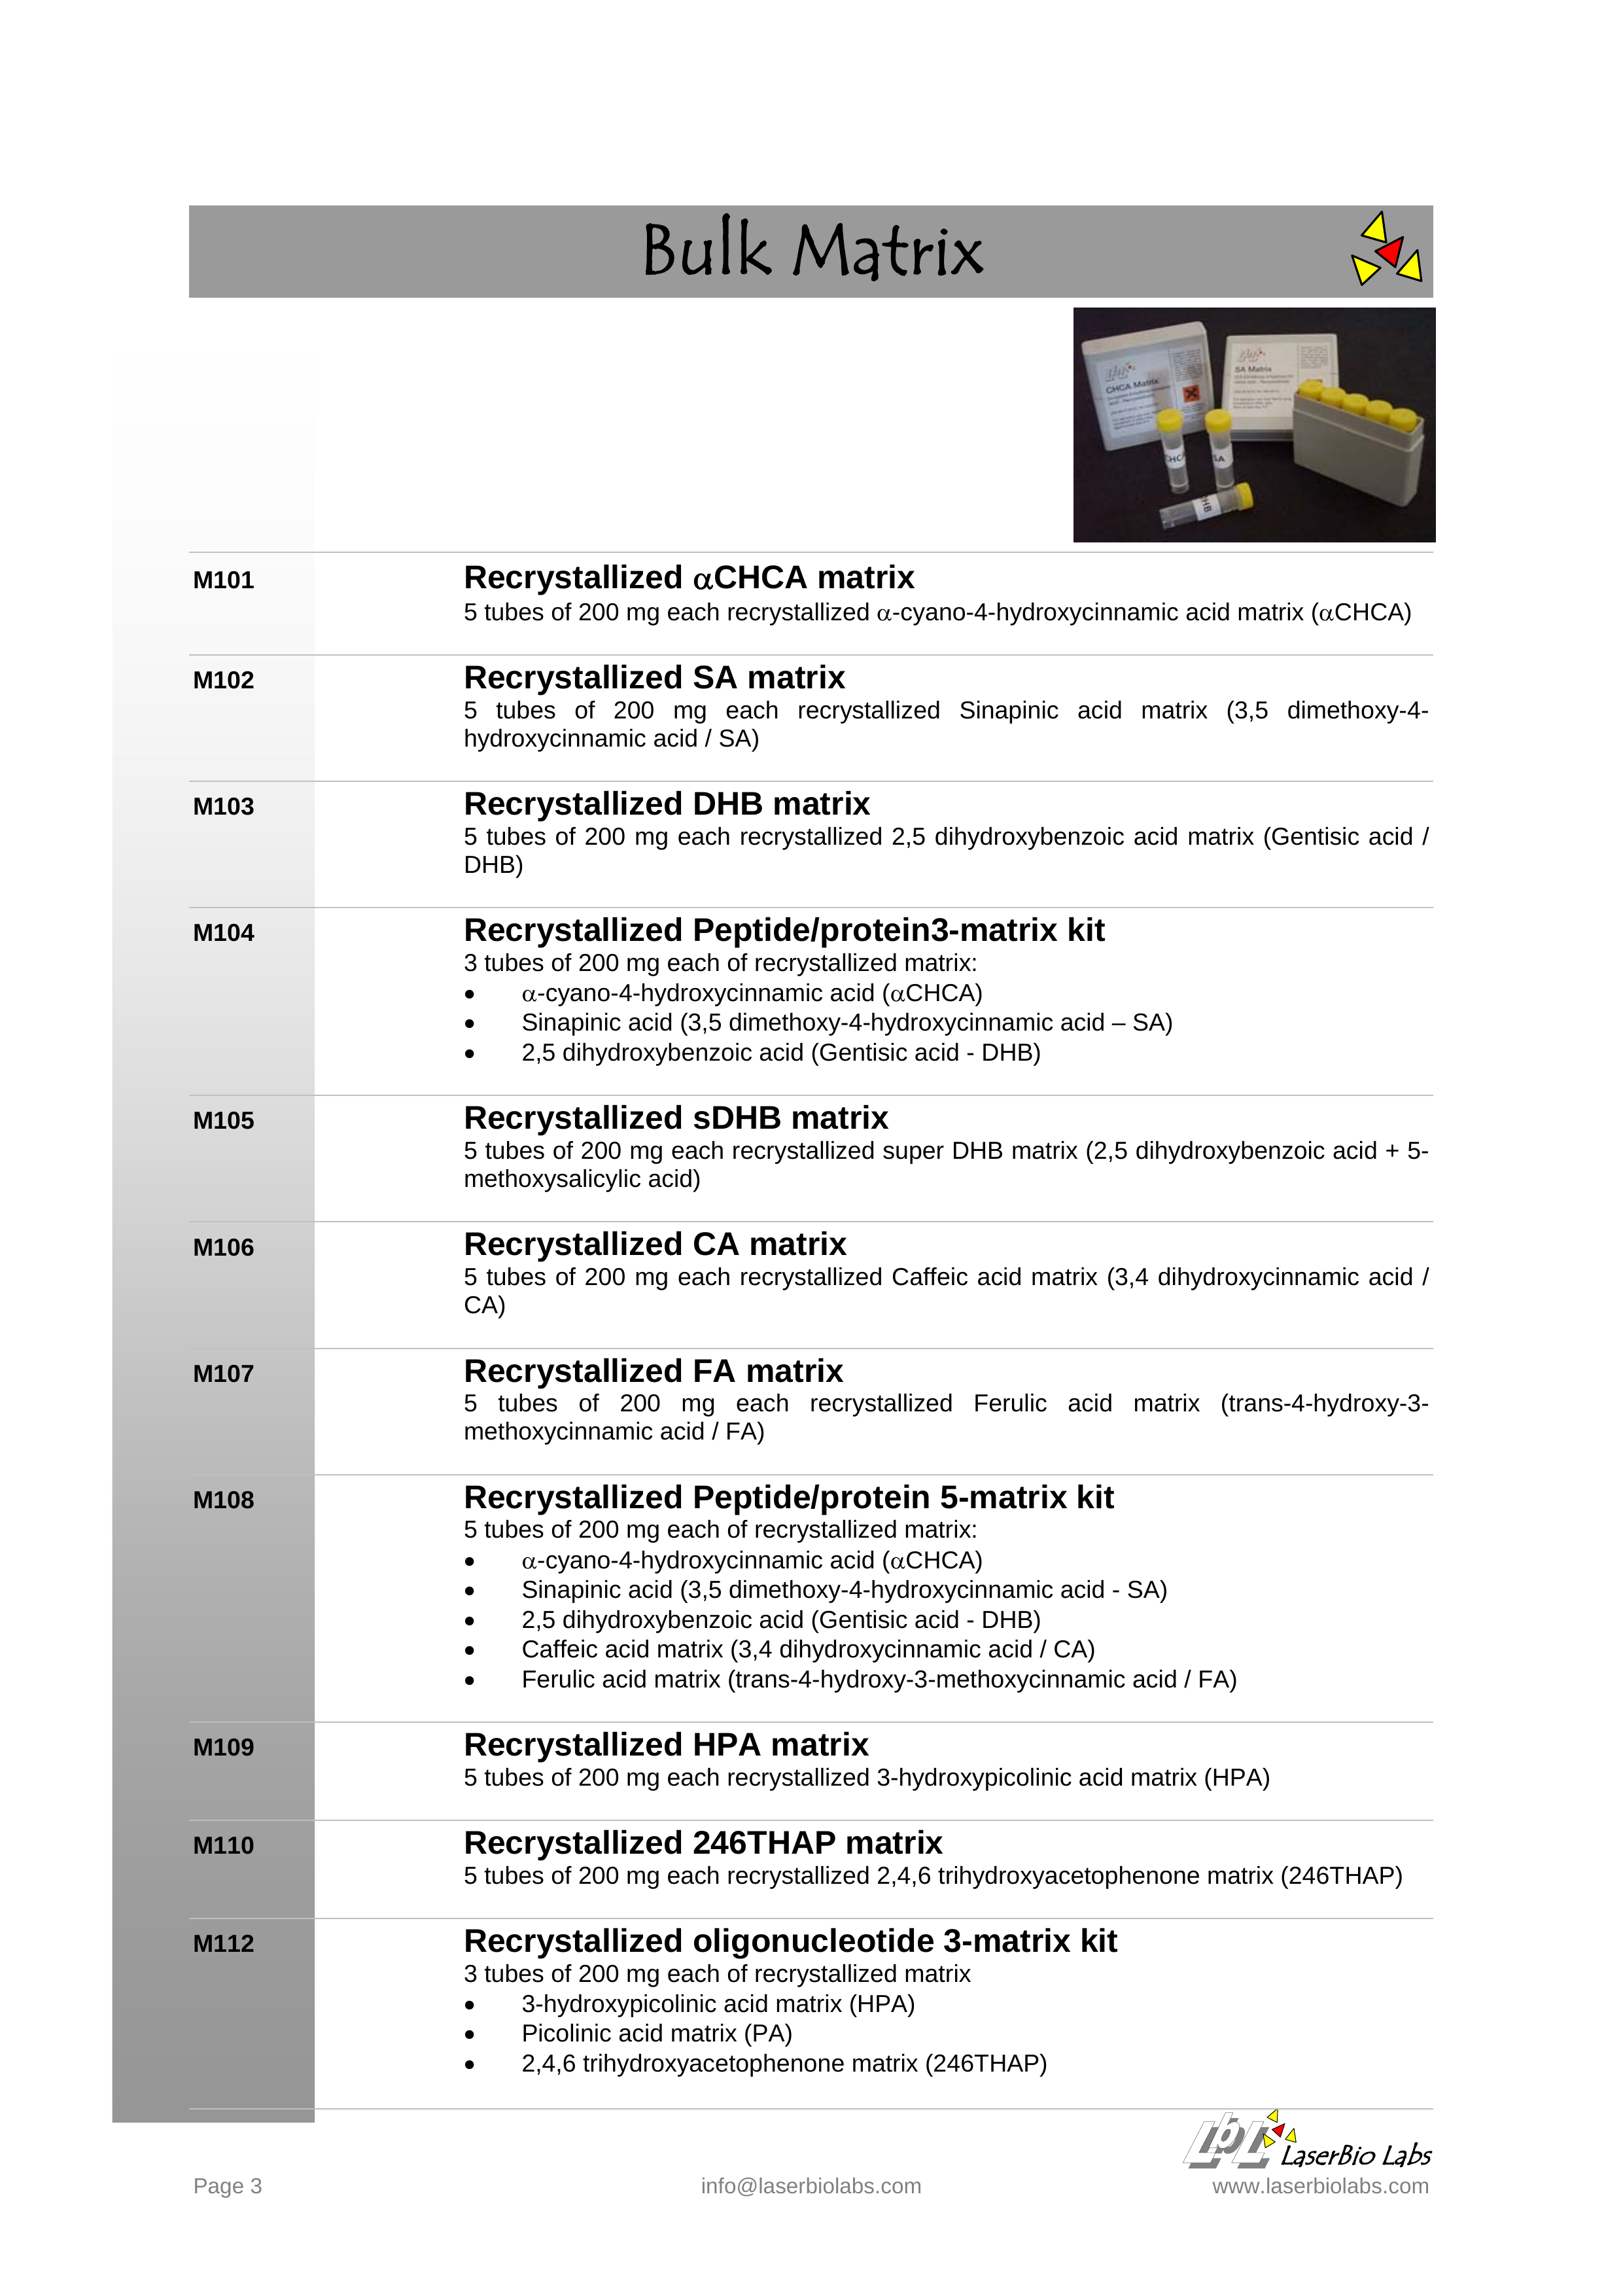 Bulk Matrix
CHCA Matrix
SA Matrix
CHCA
SA
DHB
M101
Recrystallized αCHCA matrix
5 tubes of 200 mg each recrystallized α-cyano-4-hydroxycinnamic acid matrix (αCHCA)
M102
Recrystallized SA matrix
5 tubes of 200 mg each recrystallized Sinapinic acid matrix (3,5 dimethoxy-4-
hydroxycinnamic acid / SA)
M103
Recrystallized DHB matrix
5 tubes of 200 mg each recrystallized 2,5 dihydroxybenzoic acid matrix (Gentisic acid /
DHB)
M104
Recrystallized Peptide/protein3-matrix kit
3 tubes of 200 mg each of recrystallized matrix:
• α-cyano-4-hydroxycinnamic acid (αCHCA)
• Sinapinic acid (3,5 dimethoxy-4-hydroxycinnamic acid – SA)
• 2,5 dihydroxybenzoic acid (Gentisic acid - DHB)
M105
Recrystallized sDHB matrix
5 tubes of 200 mg each recrystallized super DHB matrix (2,5 dihydroxybenzoic acid + 5-
methoxysalicylic acid)
M106
Recrystallized CA matrix
5 tubes of 200 mg each recrystallized Caffeic acid matrix (3,4 dihydroxycinnamic acid /
CA)
M107
Recrystallized FA matrix
5 tubes of 200 mg each recrystallized Ferulic acid matrix (trans-4-hydroxy-3-
methoxycinnamic acid / FA)
M108
Recrystallized Peptide/protein 5-matrix kit
5 tubes of 200 mg each of recrystallized matrix:
• α-cyano-4-hydroxycinnamic acid (αCHCA)
• Sinapinic acid (3,5 dimethoxy-4-hydroxycinnamic acid - SA)
• 2,5 dihydroxybenzoic acid (Gentisic acid - DHB)
• Caffeic acid matrix (3,4 dihydroxycinnamic acid / CA)
• Ferulic acid matrix (trans-4-hydroxy-3-methoxycinnamic acid / FA)
M109
Recrystallized HPA matrix
5 tubes of 200 mg each recrystallized 3-hydroxypicolinic acid matrix (HPA)
M110
Recrystallized 246THAP matrix
5 tubes of 200 mg each recrystallized 2,4,6 trihydroxyacetophenone matrix (246THAP)
M112
Recrystallized oligonucleotide 3-matrix kit
3 tubes of 200 mg each of recrystallized matrix
• 3-hydroxypicolinic acid matrix (HPA)
• Picolinic acid matrix (PA)
• 2,4,6 trihydroxyacetophenone matrix (246THAP)
LbL LaserBio Labs
Page 3
info@laserbiolabs.com
www.laserbiolabs.com